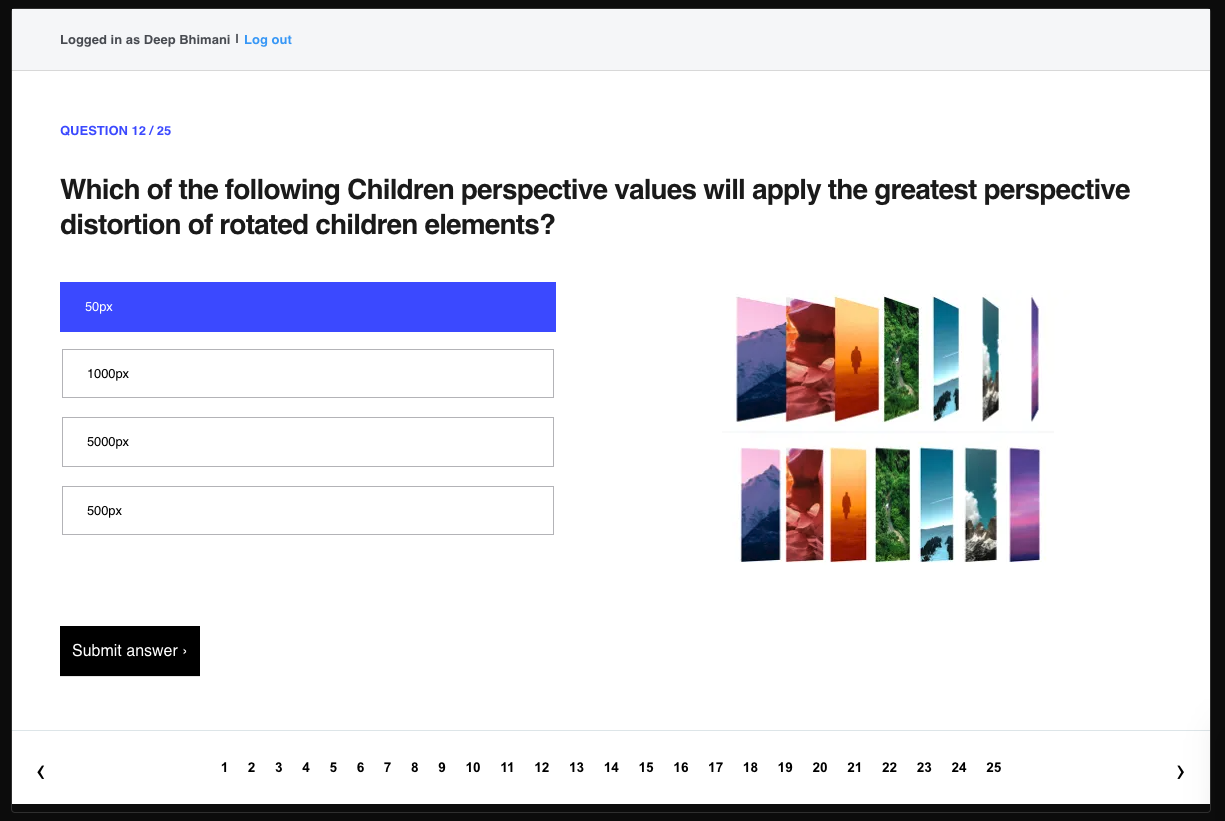 Logged in as Deep Bhimani | Log out
QUESTION 12 / 25
Which of the following Children perspective values will apply the greatest perspective
distortion of rotated children elements?
50px
1000px
5000px
500px
Submit answer ›
‹ 1 2 3 4 5 6 7 8 9 10 11 12 13 14 15 16 17 18 19 20 21 22 23 24 25 ›